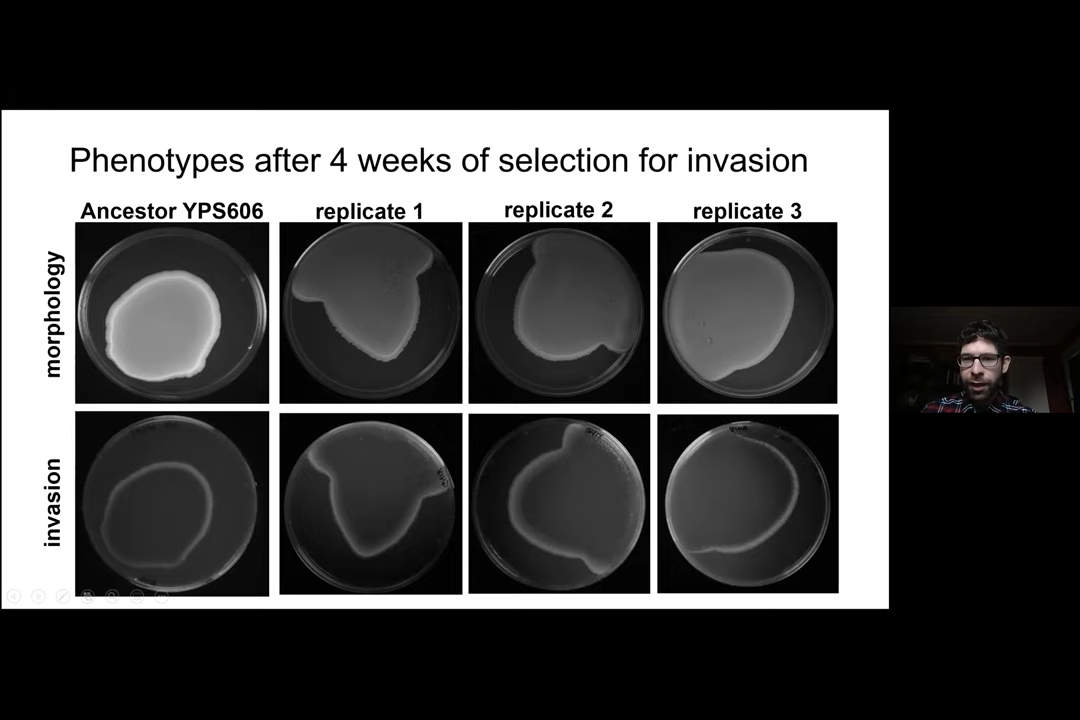 Phenotypes after 4 weeks of selection for invasion
Ancestor YPS606
replicate 1
replicate 2
replicate 3
morphology
invasion